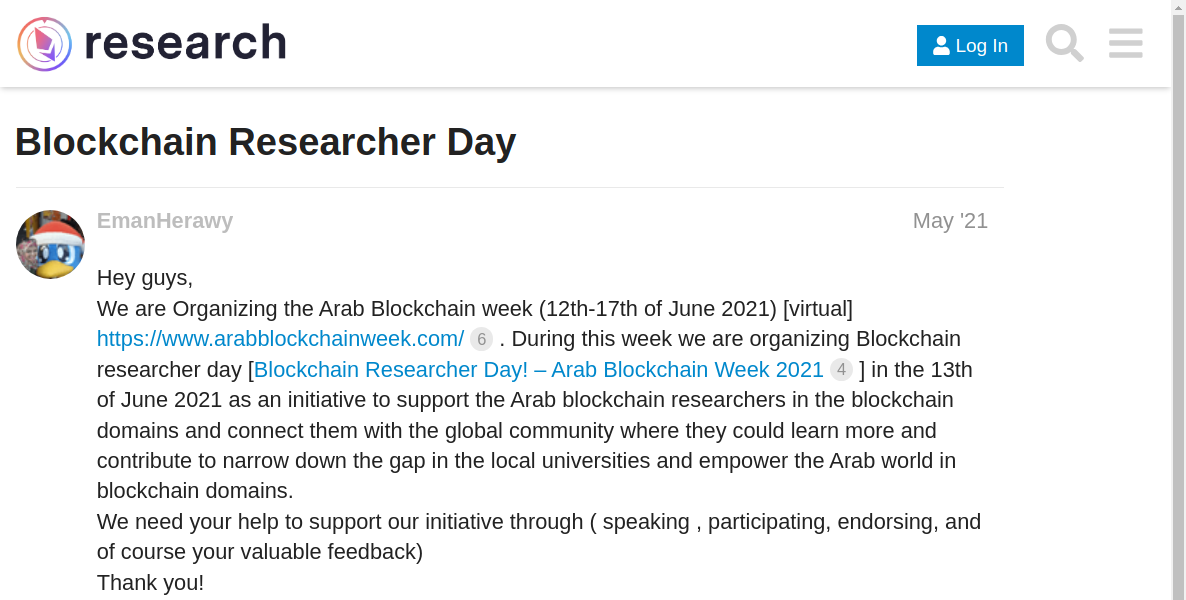 research
Log In
Blockchain Researcher Day
EmanHerawy
May '21
Hey guys,
We are Organizing the Arab Blockchain week (12th-17th of June 2021) [virtual]
https://www.arabblockchainweek.com/ 6 . During this week we are organizing Blockchain
researcher day [Blockchain Researcher Day! – Arab Blockchain Week 2021 4 ] in the 13th
of June 2021 as an initiative to support the Arab blockchain researchers in the blockchain
domains and connect them with the global community where they could learn more and
contribute to narrow down the gap in the local universities and empower the Arab world in
blockchain domains.
We need your help to support our initiative through ( speaking , participating, endorsing, and
of course your valuable feedback)
Thank you!